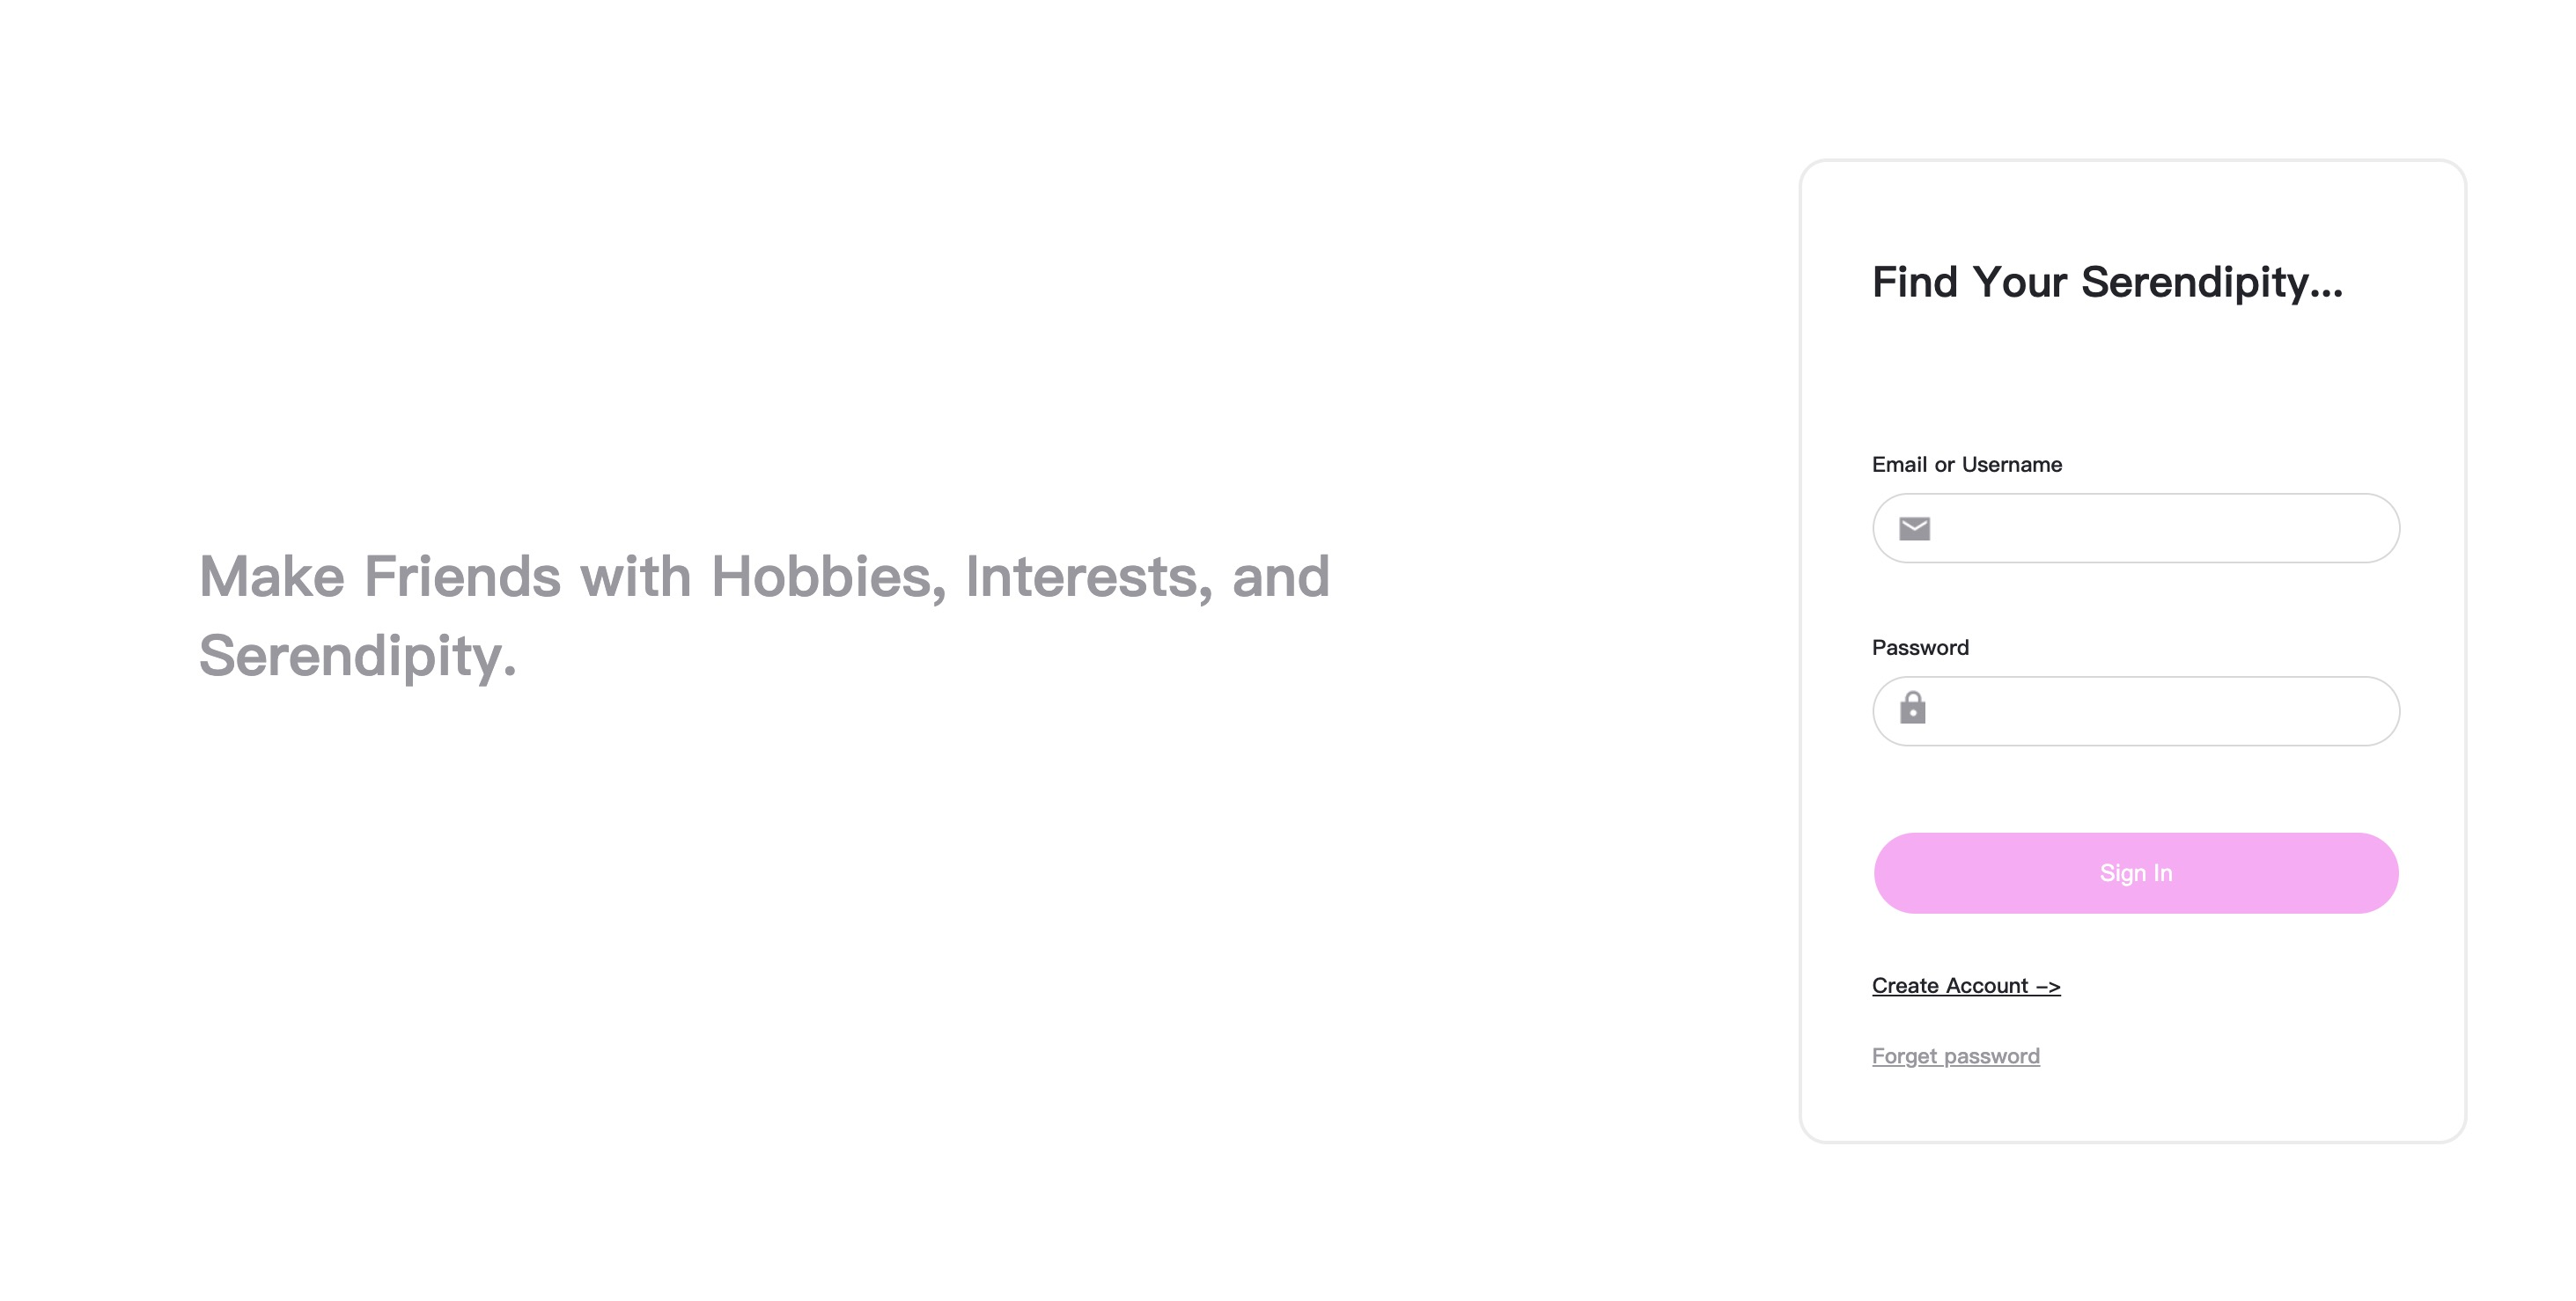 Make Friends with Hobbies, Interests, and
Serendipity.
Find Your Serendipity...
Email or Username
Password
Sign In
Create Account ->
Forget password